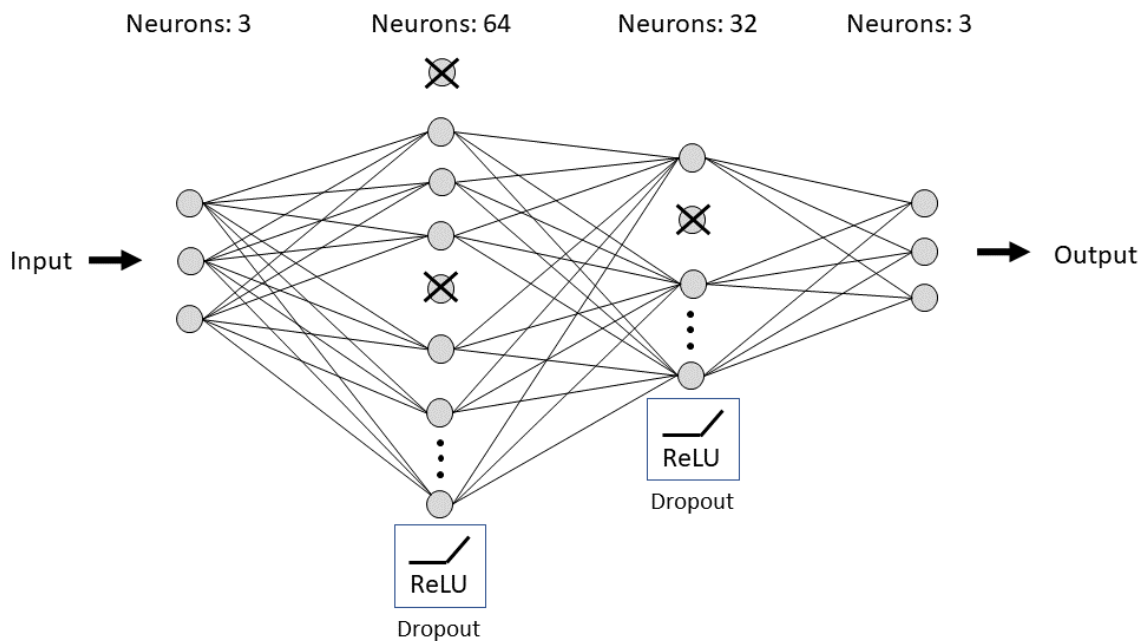 Neurons: 3
Neurons: 64
Neurons: 32
Neurons: 3
Input
Output
ReLU
Dropout
ReLU
Dropout